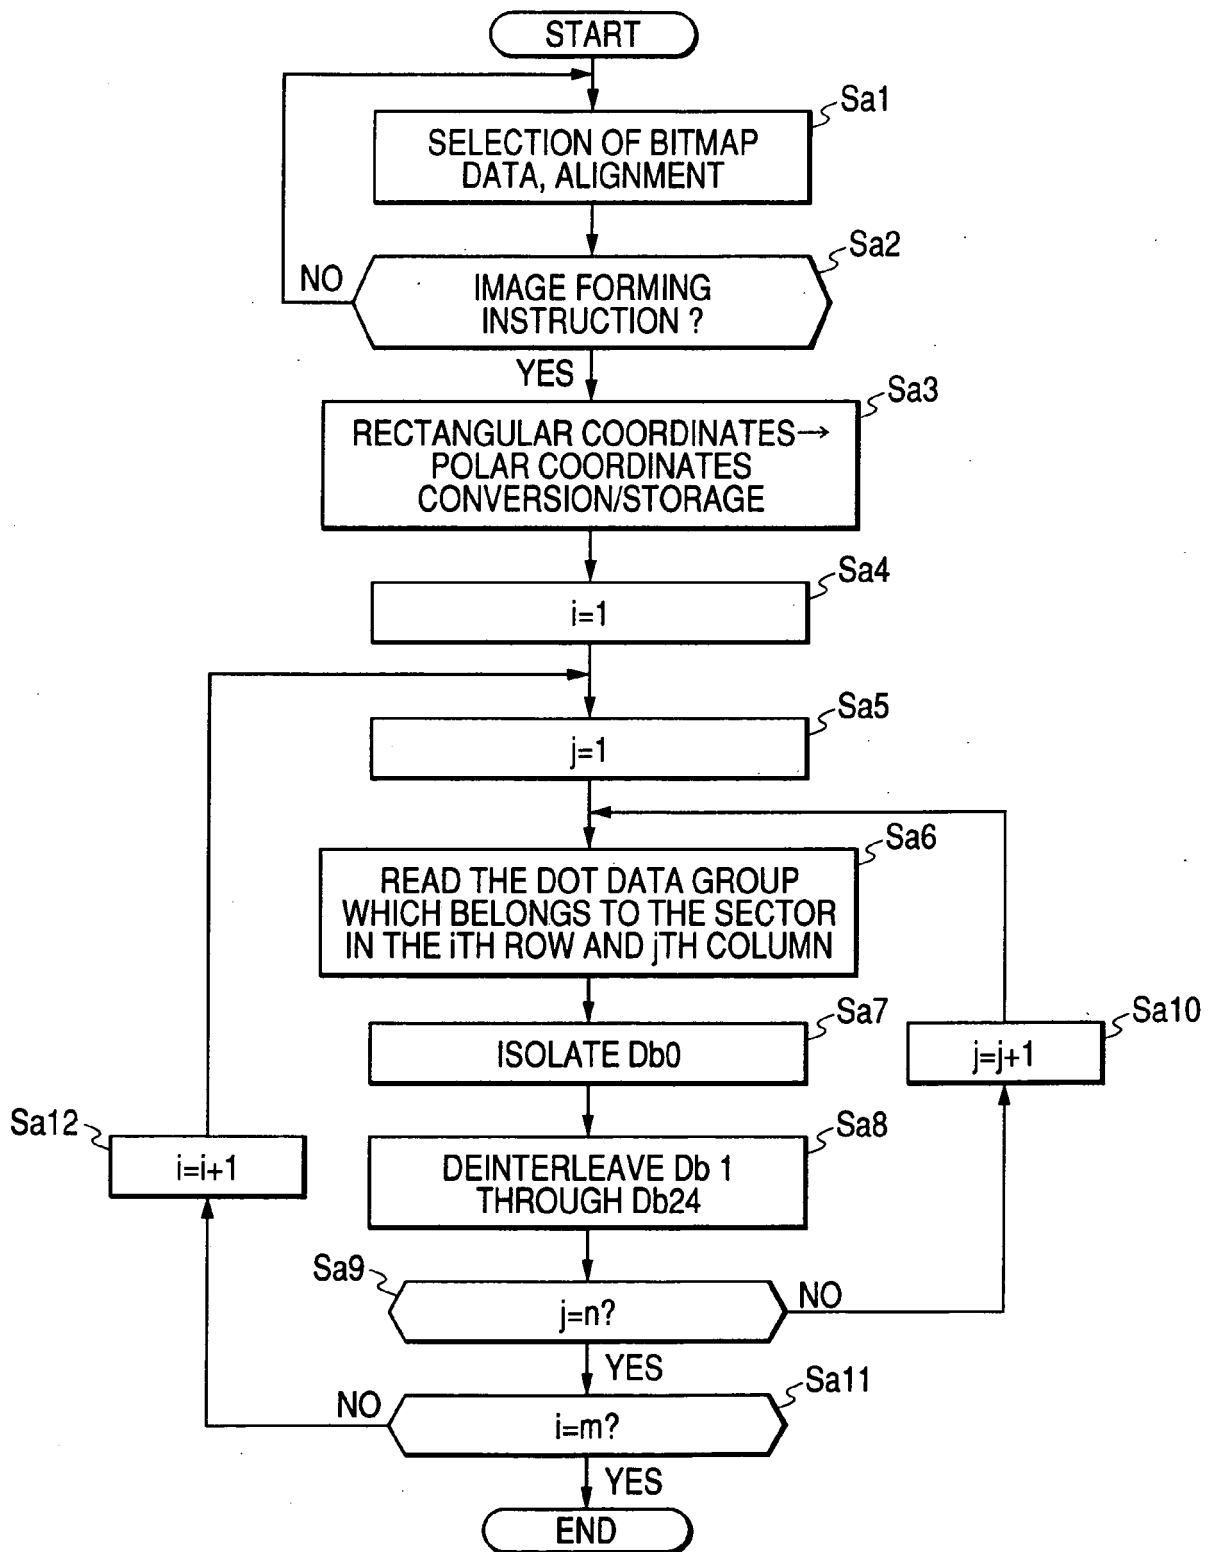 START
Sa1
SELECTION OF BITMAP
DATA, ALIGNMENT
Sa2
NO
IMAGE FORMING
INSTRUCTION ?
YES
Sa3
RECTANGULAR COORDINATES→
POLAR COORDINATES
CONVERSION/STORAGE
Sa4
i=1
Sa5
j=1
Sa6
READ THE DOT DATA GROUP
WHICH BELONGS TO THE SECTOR
IN THE iTH ROW AND jTH COLUMN
Sa7
ISOLATE Db0
Sa10
j=j+1
Sa12
i=i+1
Sa8
DEINTERLEAVE Db 1
THROUGH Db24
Sa9
j=n?
NO
YES
Sa11
NO
i=m?
YES
END